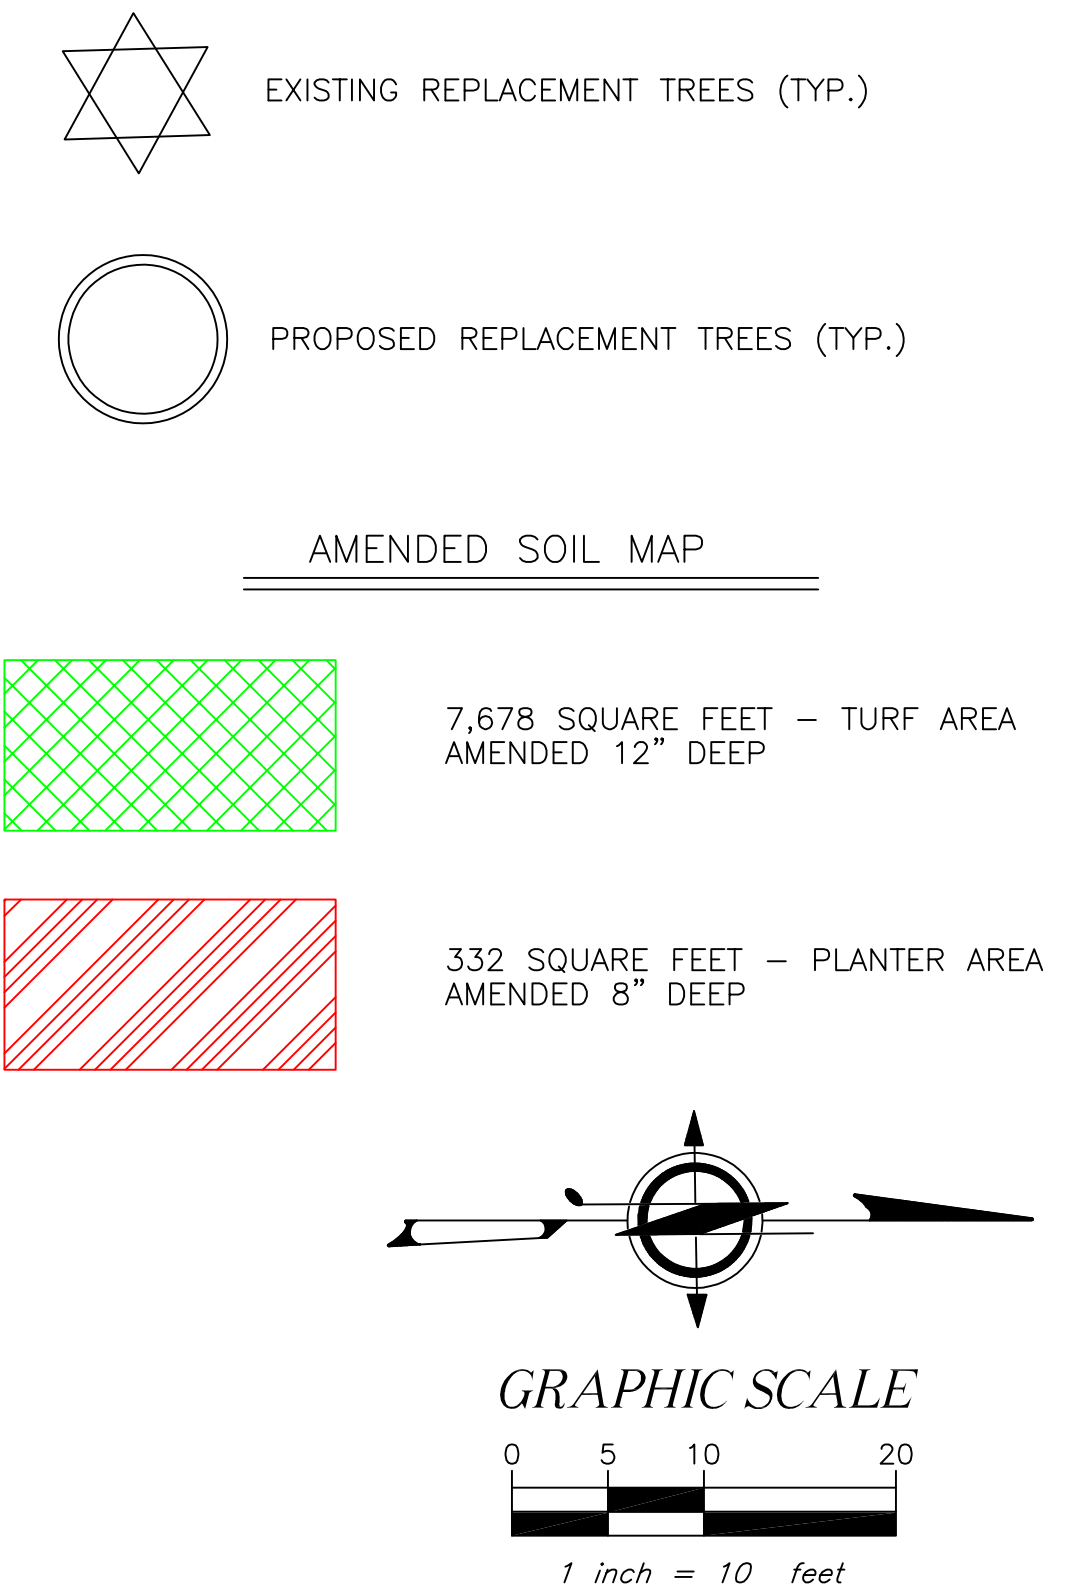 EXISTING REPLACEMENT TREES (TYP.)
PROPOSED REPLACEMENT TREES (TYP.)
AMENDED SOIL MAP
7,678 SQUARE FEET – TURF AREA
AMENDED 12” DEEP
332 SQUARE FEET – PLANTER AREA
AMENDED 8” DEEP
GRAPHIC SCALE
0 5 10 20
1 inch = 10 feet